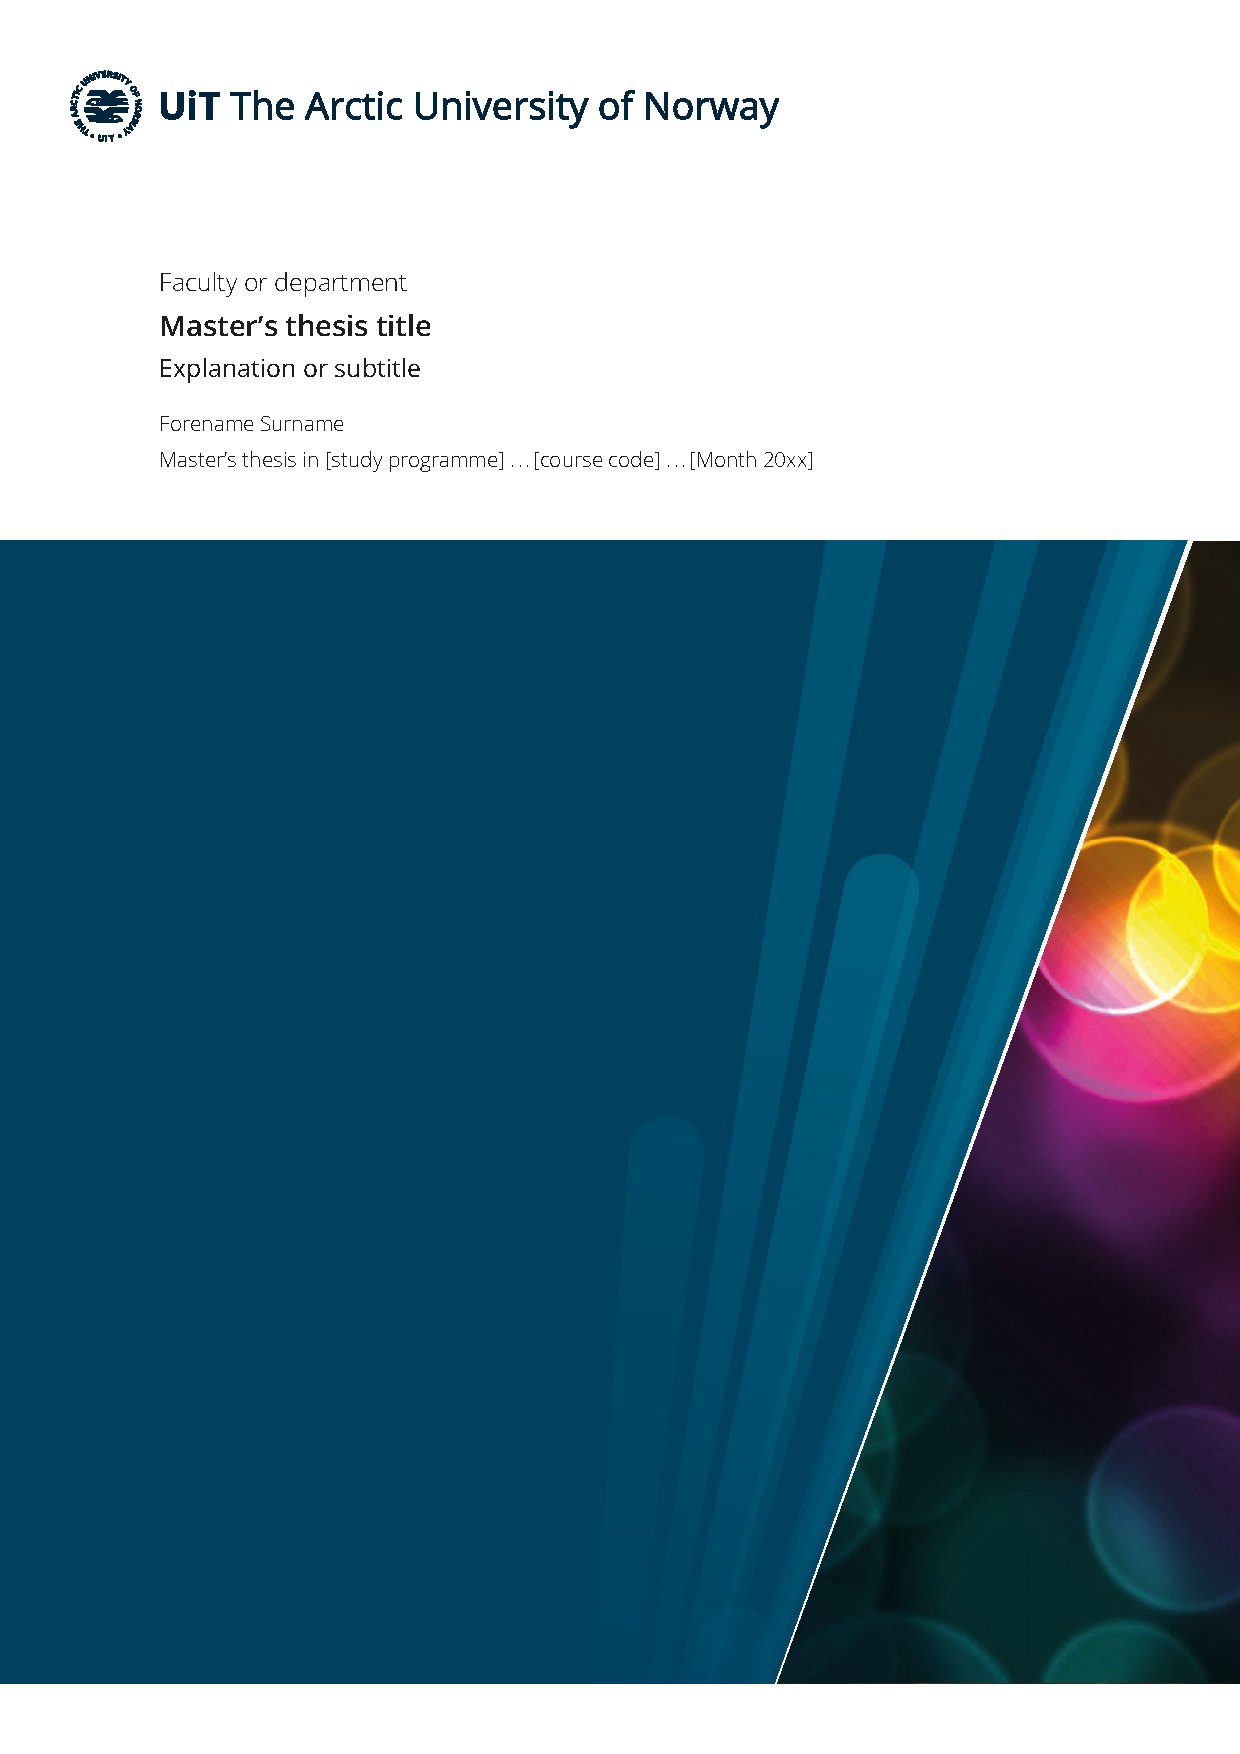 THE ARCTIC UNIVERSITY OF NORWAY • UiT •
UiT The Arctic University of Norway
Faculty or department
Master’s thesis title
Explanation or subtitle
Forename Surname
Master’s thesis in [study programme] ... [course code] ... [Month 20xx]